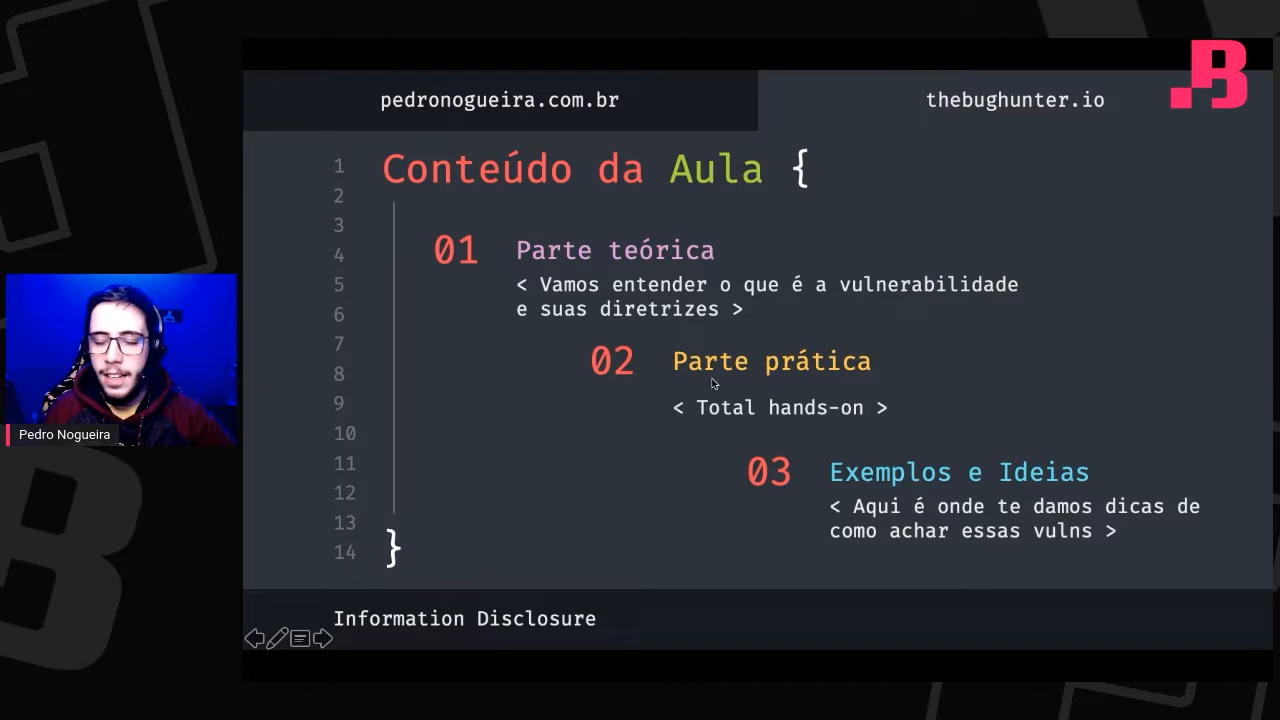 pedronogueira.com.br
thebughunter.io
B
1
Conteúdo da Aula {
2
3
4
01 Parte teórica
5
< Vamos entender o que é a vulnerabilidade
6
e suas diretrizes >
7
8
02 Parte prática
9
< Total hands-on >
10
11
03 Exemplos e Ideias
12
< Aqui é onde te damos dicas de
13
como achar essas vulns >
14
}
Pedro Nogueira
Information Disclosure